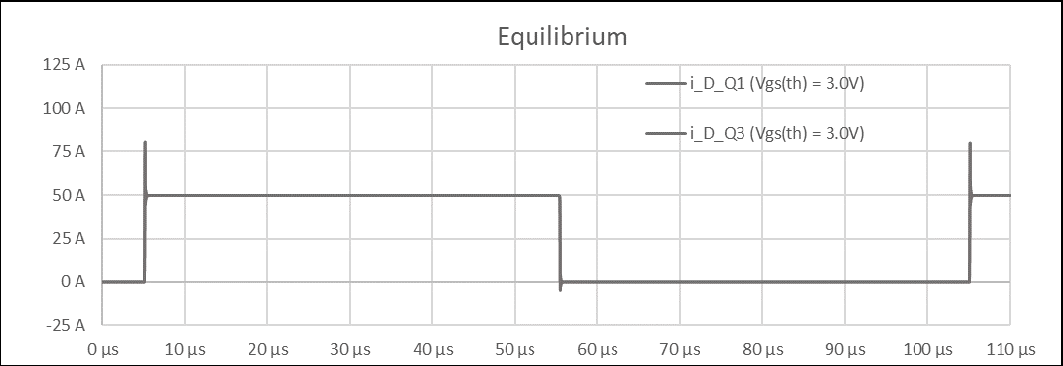 Equilibrium
125 A
100 A
75 A
50 A
25 A
0 A
-25 A
i_D_Q1 (Vgs(th) = 3.0V)
i_D_Q3 (Vgs(th) = 3.0V)
0 µs 10 µs 20 µs 30 µs 40 µs 50 µs 60 µs 70 µs 80 µs 90 µs 100 µs 110 µs